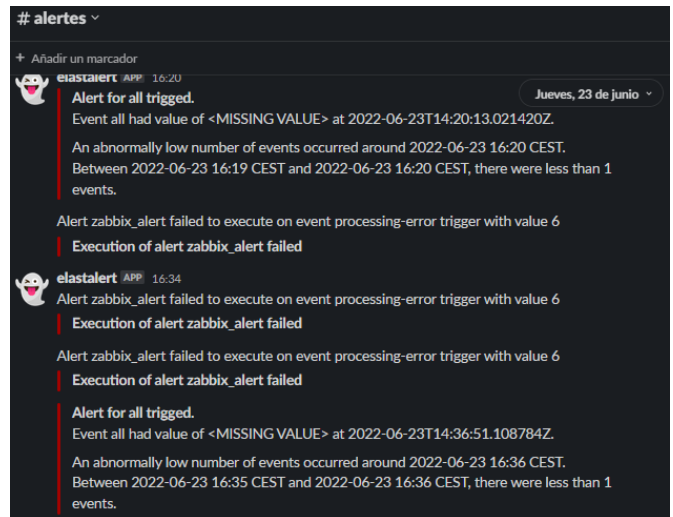 # alertes
+ Añadir un marcador
elastalert APP 16:20
Jueves, 23 de junio
Alert for all trigged.
Event all had value of <MISSING VALUE> at 2022-06-23T14:20:13.021420Z.
An abnormally low number of events occurred around 2022-06-23 16:20 CEST.
Between 2022-06-23 16:19 CEST and 2022-06-23 16:20 CEST, there were less than 1
events.
Alert zabbix_alert failed to execute on event processing-error trigger with value 6
Execution of alert zabbix_alert failed
elastalert APP 16:34
Alert zabbix_alert failed to execute on event processing-error trigger with value 6
Execution of alert zabbix_alert failed
Alert zabbix_alert failed to execute on event processing-error trigger with value 6
Execution of alert zabbix_alert failed
Alert for all trigged.
Event all had value of <MISSING VALUE> at 2022-06-23T14:36:51.108784Z.
An abnormally low number of events occurred around 2022-06-23 16:36 CEST.
Between 2022-06-23 16:35 CEST and 2022-06-23 16:36 CEST, there were less than 1
events.